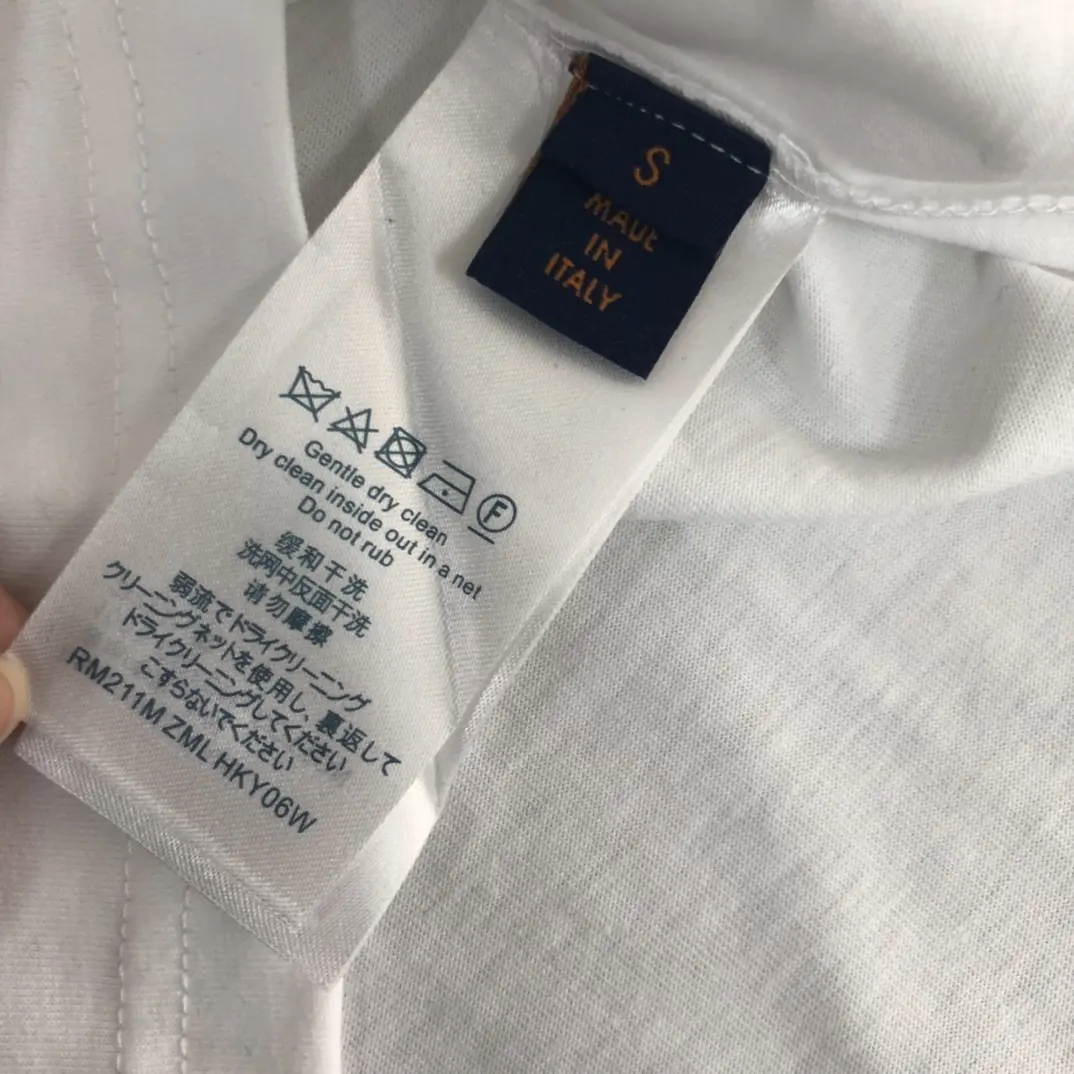 S
MADE
IN
ITALY
F
Gentle dry clean
Dry clean inside out in a net
Do not rub
缓和干洗
洗网中反面干洗
请勿摩擦
弱流でドライクリーニング
クリーニングネットを使用し、裏返して
ドライクリーニングしてください
こすらないでください
RM211M ZML HKY06W